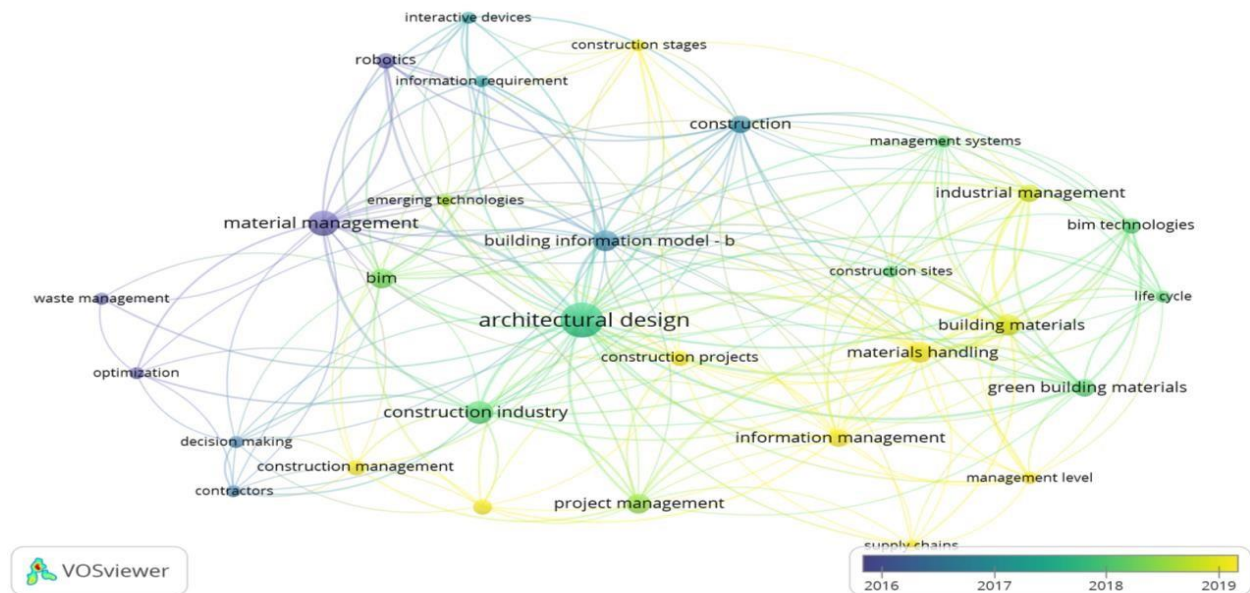 interactive devices
construction stages
robotics
information requirement
construction
management systems
industrial management
emerging technologies
material management
bim technologies
building information model - b
construction sites
bim
waste management
life cycle
architectural design
building materials
construction projects
materials handling
optimization
green building materials
construction industry
decision making
information management
construction management
management level
contractors
project management
supply chains
VOSviewer
2016
2017
2018
2019